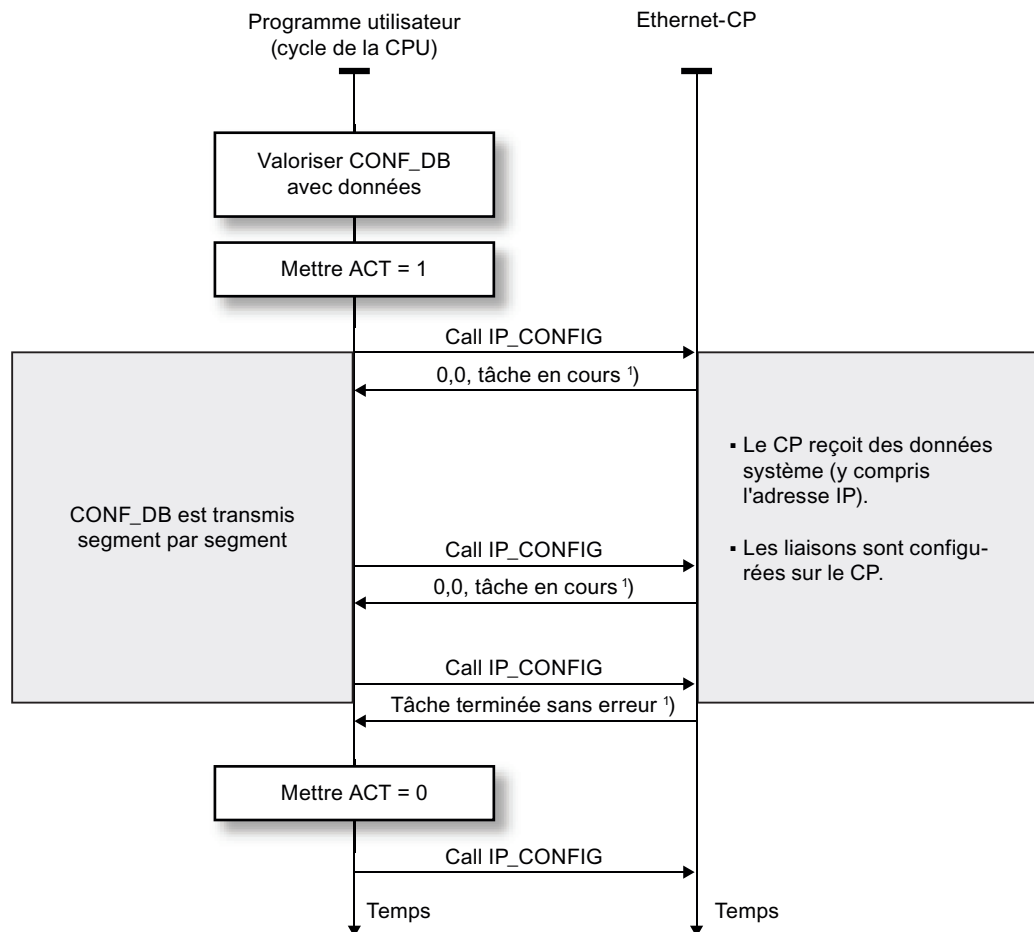 Programme utilisateur
(cycle de la CPU)
Ethernet-CP
Valoriser CONF_DB
avec données
Mettre ACT = 1
Call IP_CONFIG
0,0, tâche en cours ¹)
CONF_DB est transmis
segment par segment
▪ Le CP reçoit des données
système (y compris
l'adresse IP).
▪ Les liaisons sont configu-
rées sur le CP.
Call IP_CONFIG
0,0, tâche en cours ¹)
Call IP_CONFIG
Tâche terminée sans erreur ¹)
Mettre ACT = 0
Call IP_CONFIG
Temps
Temps